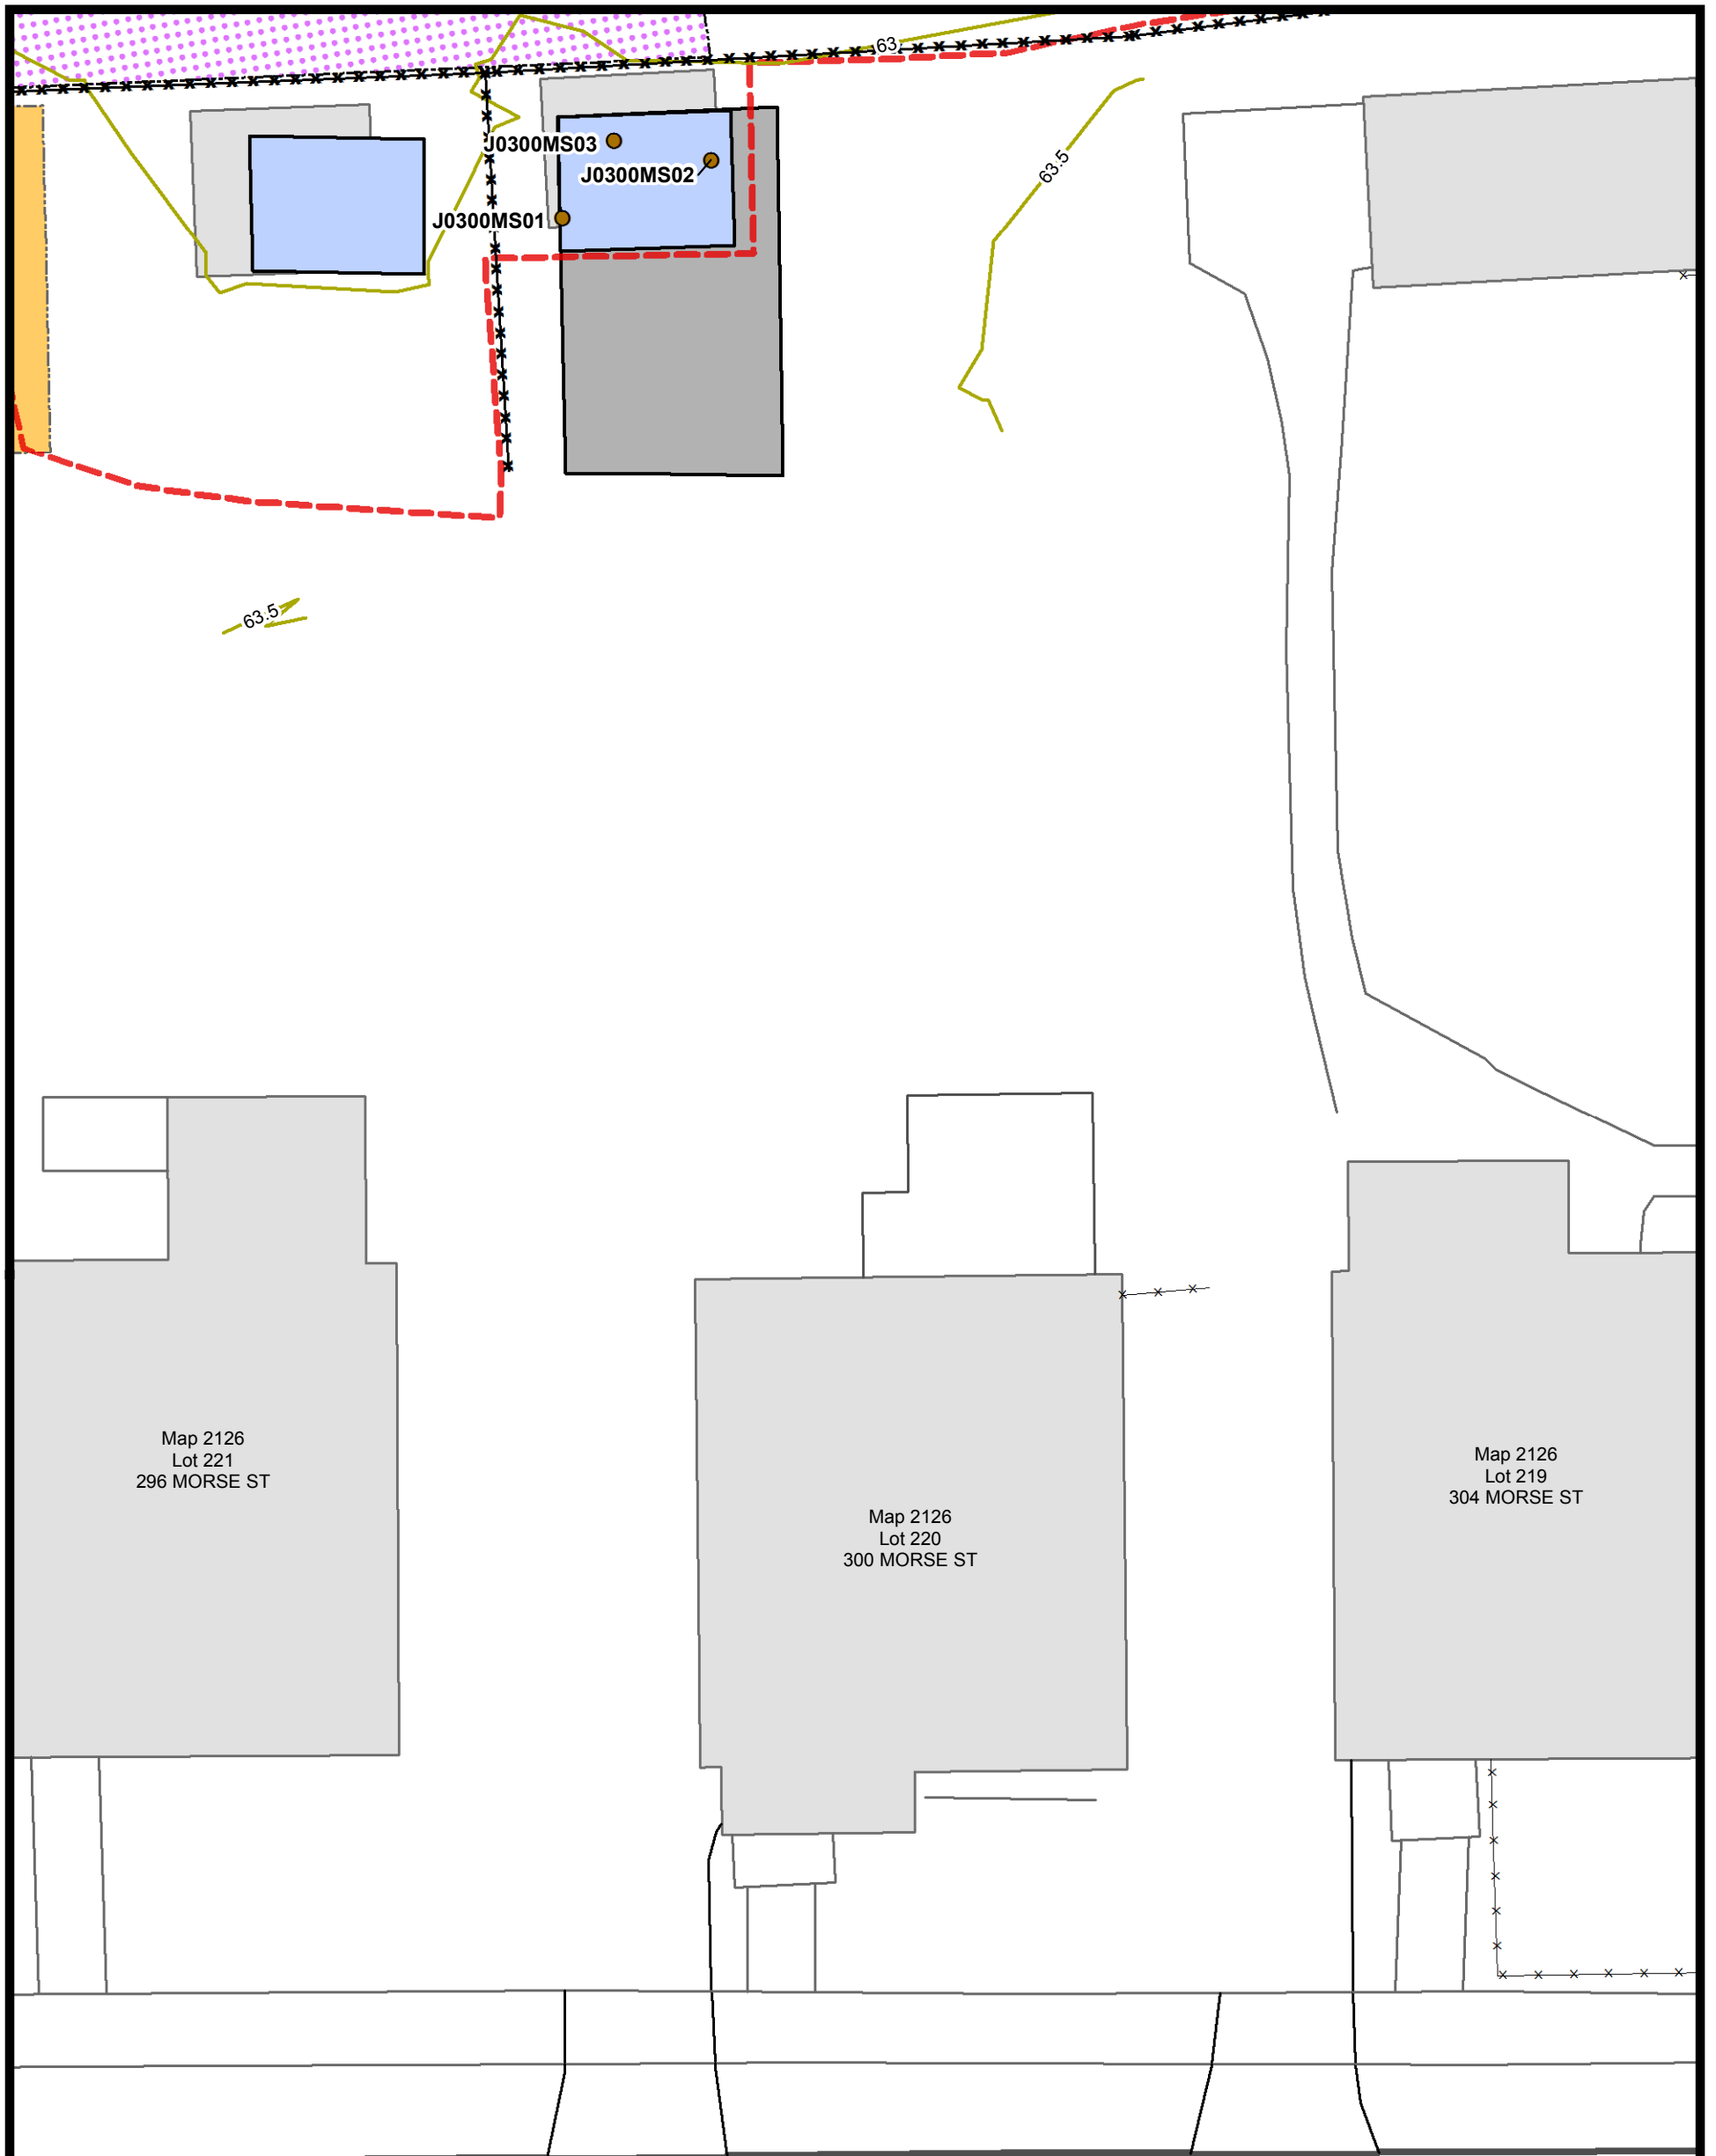 63
J0300MS03
J0300MS02
63.5
J0300MS01
63.5
Map 2126
Lot 221
296 MORSE ST
Map 2126
Lot 220
300 MORSE ST
Map 2126
Lot 219
304 MORSE ST